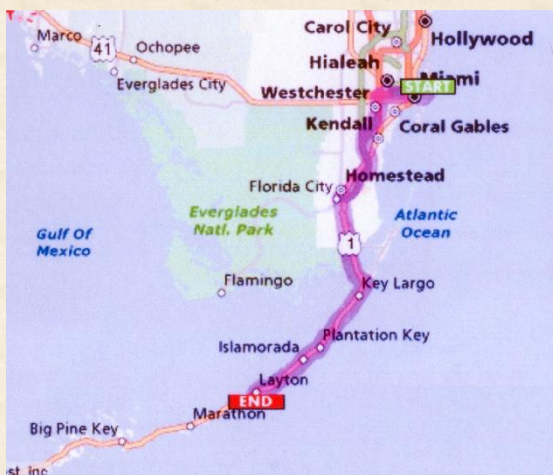 Carol City
Hollywood
Marco
41
Ochopee
Hialeah
Miami
START
Everglades City
Westchester
Kendall
Coral Gables
Homestead
Florida City
Everglades
Natl. Park
Atlantic
Ocean
Gulf Of
Mexico
1
Flamingo
Key Largo
Plantation Key
Islamorada
Layton
END
Marathon
Big Pine Key
est, inc